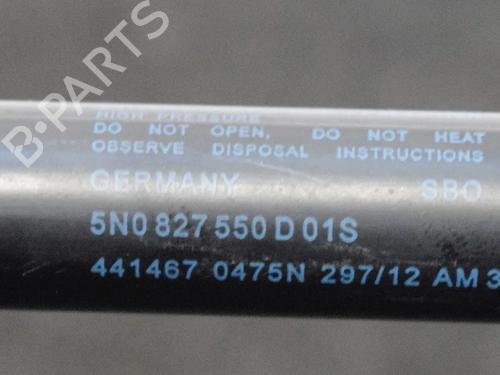 B-PARTS
HIGH PRESSURE
DO NOT OPEN, DO NOT HEAT
OBSERVE DISPOSAL INSTRUCTIONS
GERMANY SBO
5N0 827 550 D 01S
441467 0475N 297/12 AM 3